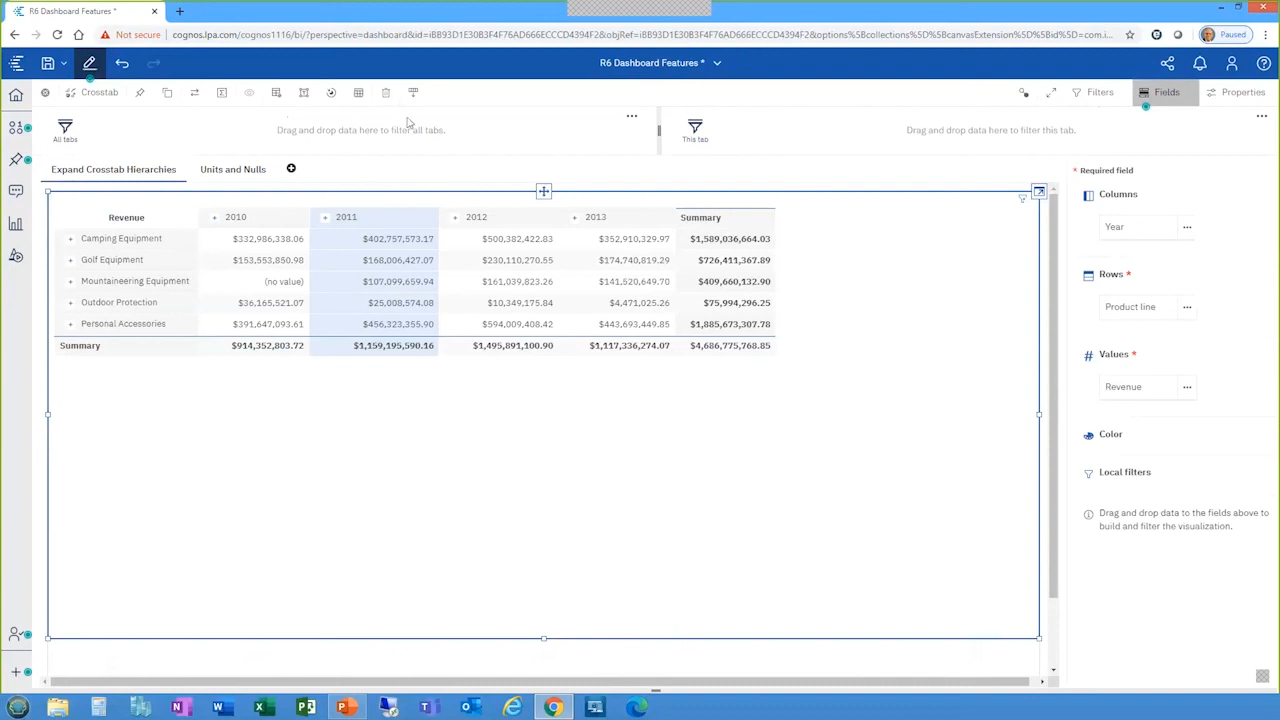 R6 Dashboard Features *
Not secure
cognos.lpa.com/cognos1116/bi/?perspective=dashboard&objRef=iBB93D1E30B3F4F76AD666ECCCD4394F2&options%5Bcollections%5D%5BcanvasExtension%5D%5Bid%5D=com.i...
Paused
R6 Dashboard Features *
Crosstab
Filters
Fields
Properties
All tabs
Drag and drop data here to filter all tabs.
This tab
Drag and drop data here to filter this tab.
Expand Crosstab Hierarchies
Units and Nulls
* Required field
Columns
Year
Rows *
Product line
Values *
Revenue
Color
Local filters
Drag and drop data to the fields above to
build and filter the visualization.
Revenue + 2010 + 2011 + 2012 + 2013 Summary
+ Camping Equipment $332,986,338.06 $402,757,573.17 $500,382,422.83 $352,910,329.97 $1,589,036,664.03
+ Golf Equipment $153,553,850.98 $168,006,427.07 $230,110,270.55 $174,740,819.29 $726,411,367.89
+ Mountaineering Equipment (no value) $107,099,659.94 $161,039,823.26 $141,520,649.70 $409,660,132.90
+ Outdoor Protection $36,165,521.07 $25,008,574.08 $10,349,175.84 $4,471,025.26 $75,994,296.25
+ Personal Accessories $391,647,093.61 $456,323,355.90 $594,009,408.42 $443,693,449.85 $1,885,673,307.78
Summary $914,352,803.72 $1,159,195,590.16 $1,495,891,100.90 $1,117,336,274.07 $4,686,775,768.85